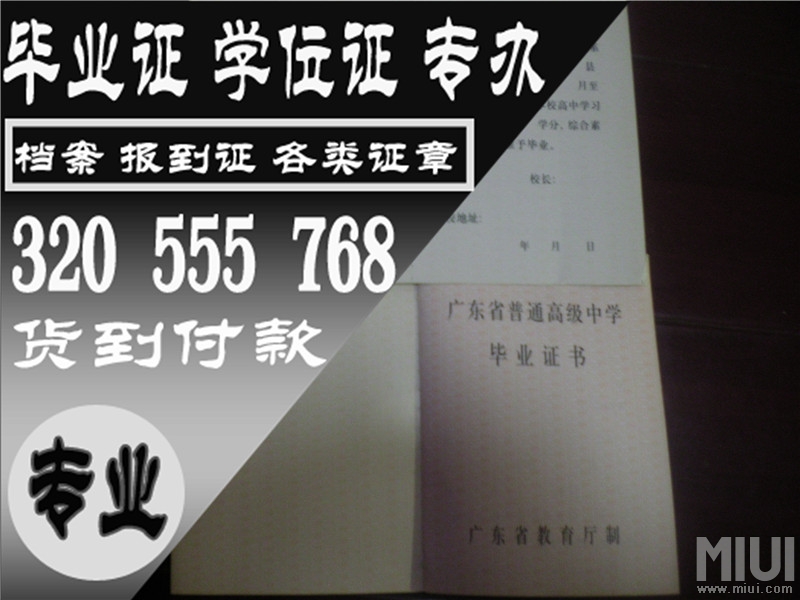 毕业证 学位证 专办
档案 报到证 各类证章
320 555 768
货到付款
专业
县
月至
校高中学习
学分、综合素
予毕业。
校长:
地址:
年 月 日
广东省普通高级中学
毕业证书
广东省教育厅制
MIUI
www.miui.com